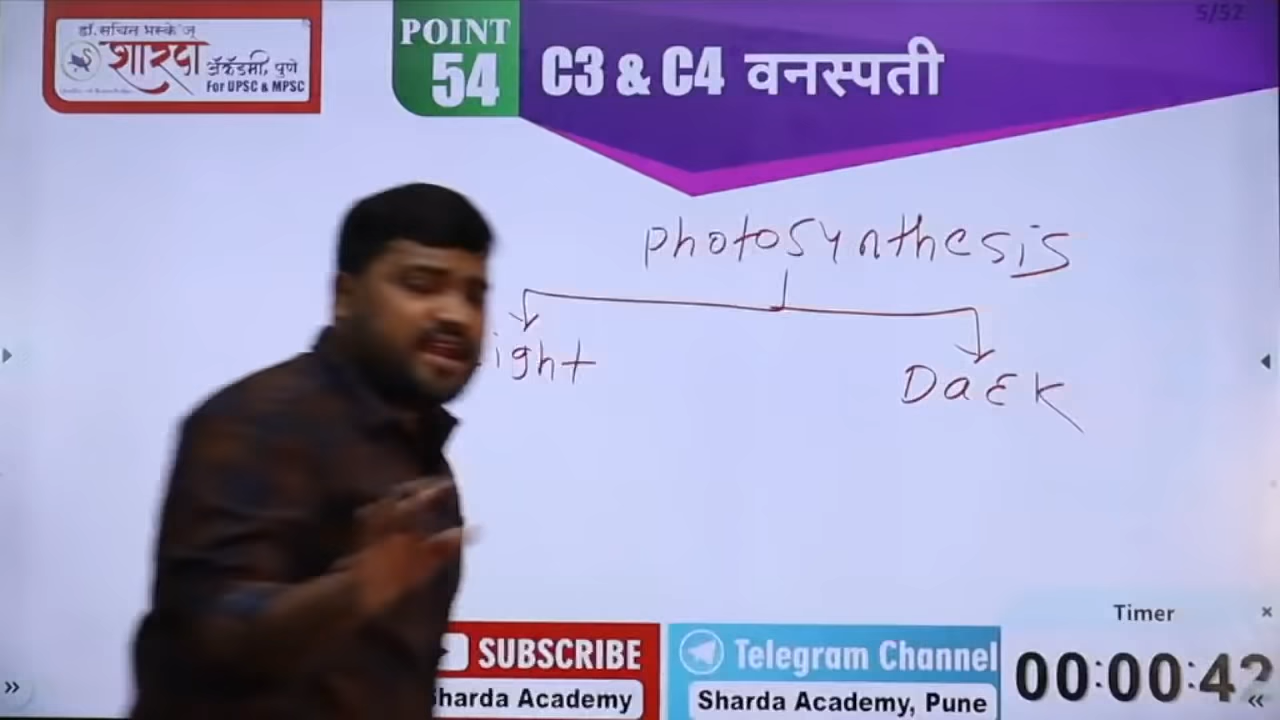 5/52
डॉ. सचिन भस्के ज्
शारदा
ॲकॅडमी, पुणे
For UPSC & MPSC
POINT
54
C3 & C4 वनस्पती
Photosynthesis
ight
Dark
SUBSCRIBE
Sharda Academy
Telegram Channel
Sharda Academy, Pune
Timer
00:00:42